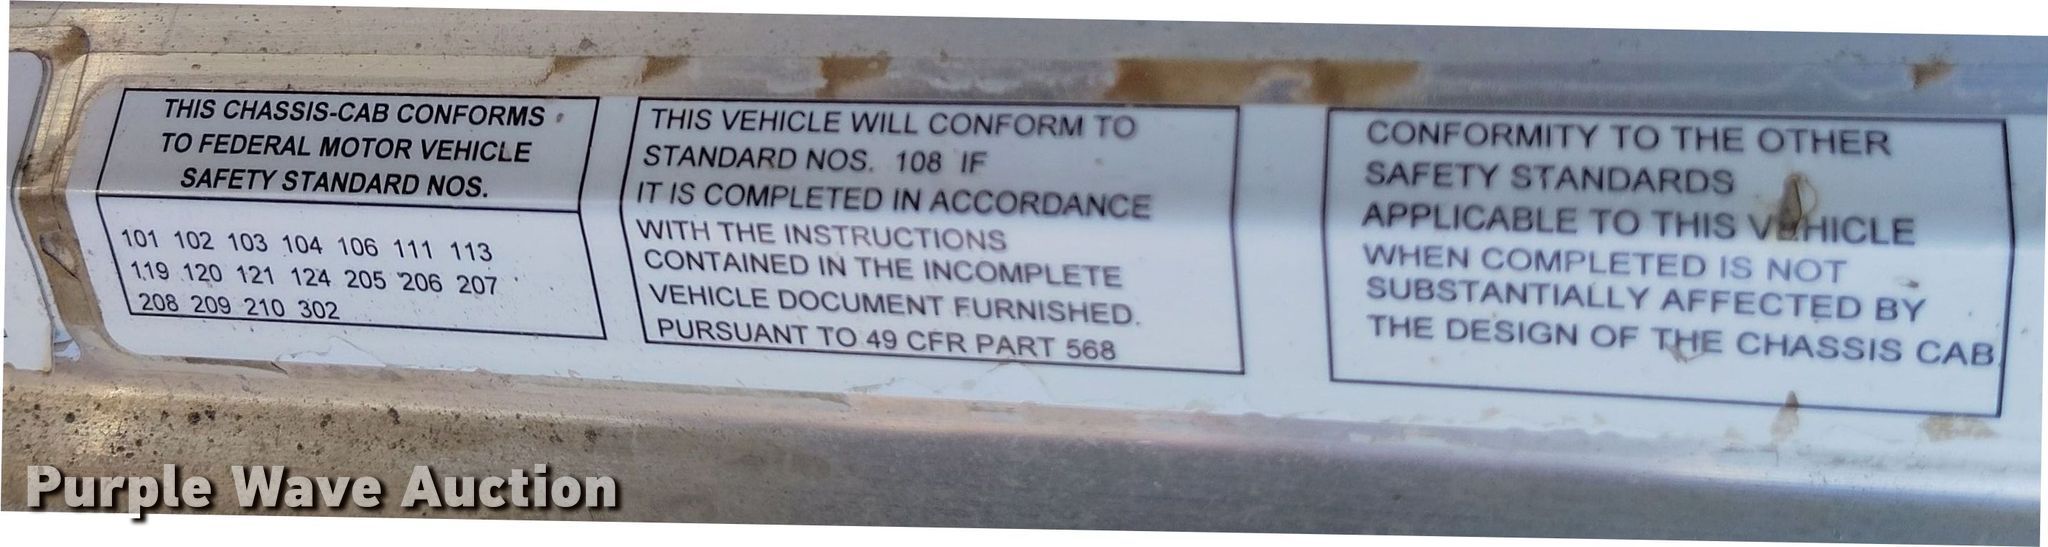 THIS CHASSIS-CAB CONFORMS
TO FEDERAL MOTOR VEHICLE
SAFETY STANDARD NOS.
101 102 103 104 106 111 113
119 120 121 124 205 206 207
208 209 210 302
THIS VEHICLE WILL CONFORM TO
STANDARD NOS. 108 IF
IT IS COMPLETED IN ACCORDANCE
WITH THE INSTRUCTIONS
CONTAINED IN THE INCOMPLETE
VEHICLE DOCUMENT FURNISHED.
PURSUANT TO 49 CFR PART 568
CONFORMITY TO THE OTHER
SAFETY STANDARDS
APPLICABLE TO THIS VEHICLE
WHEN COMPLETED IS NOT
SUBSTANTIALLY AFFECTED BY
THE DESIGN OF THE CHASSIS CAB
Purple Wave Auction